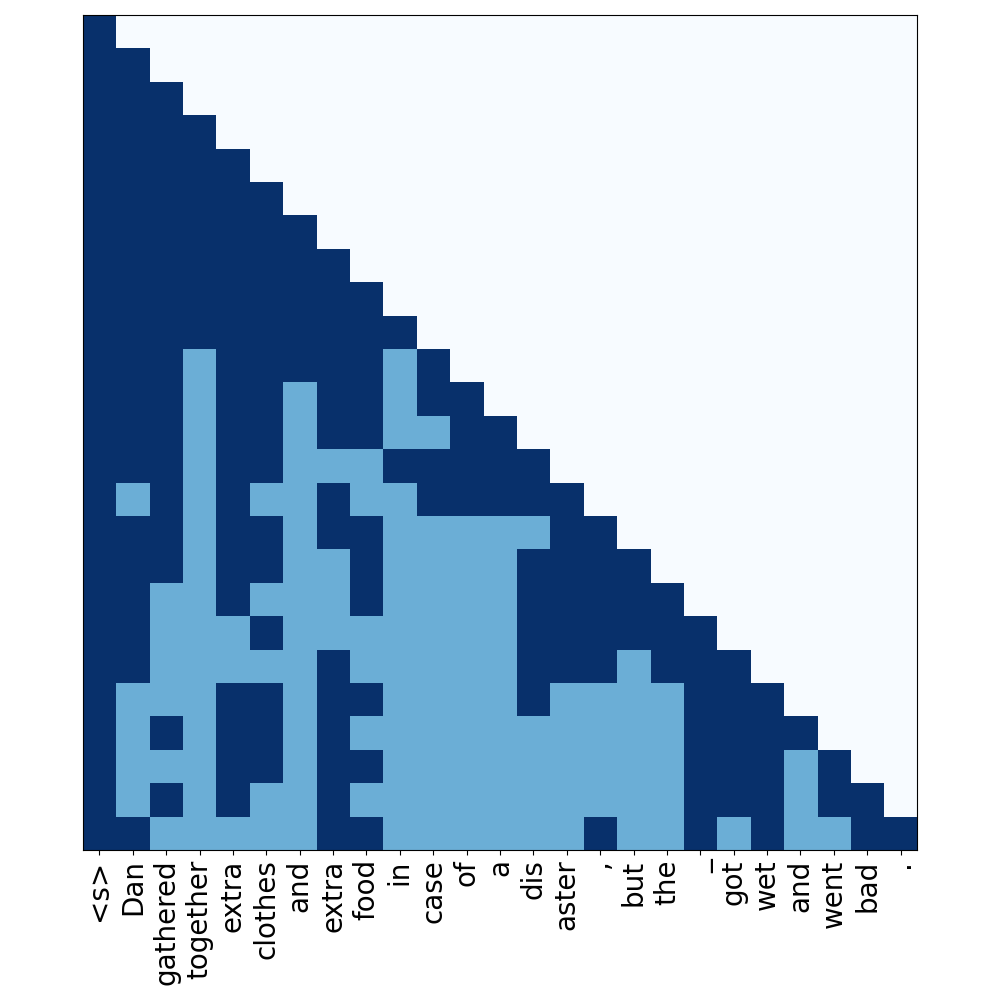 <s> Dan gathered together extra clothes and extra food in case of a dis aster , but the _ got wet and went bad .